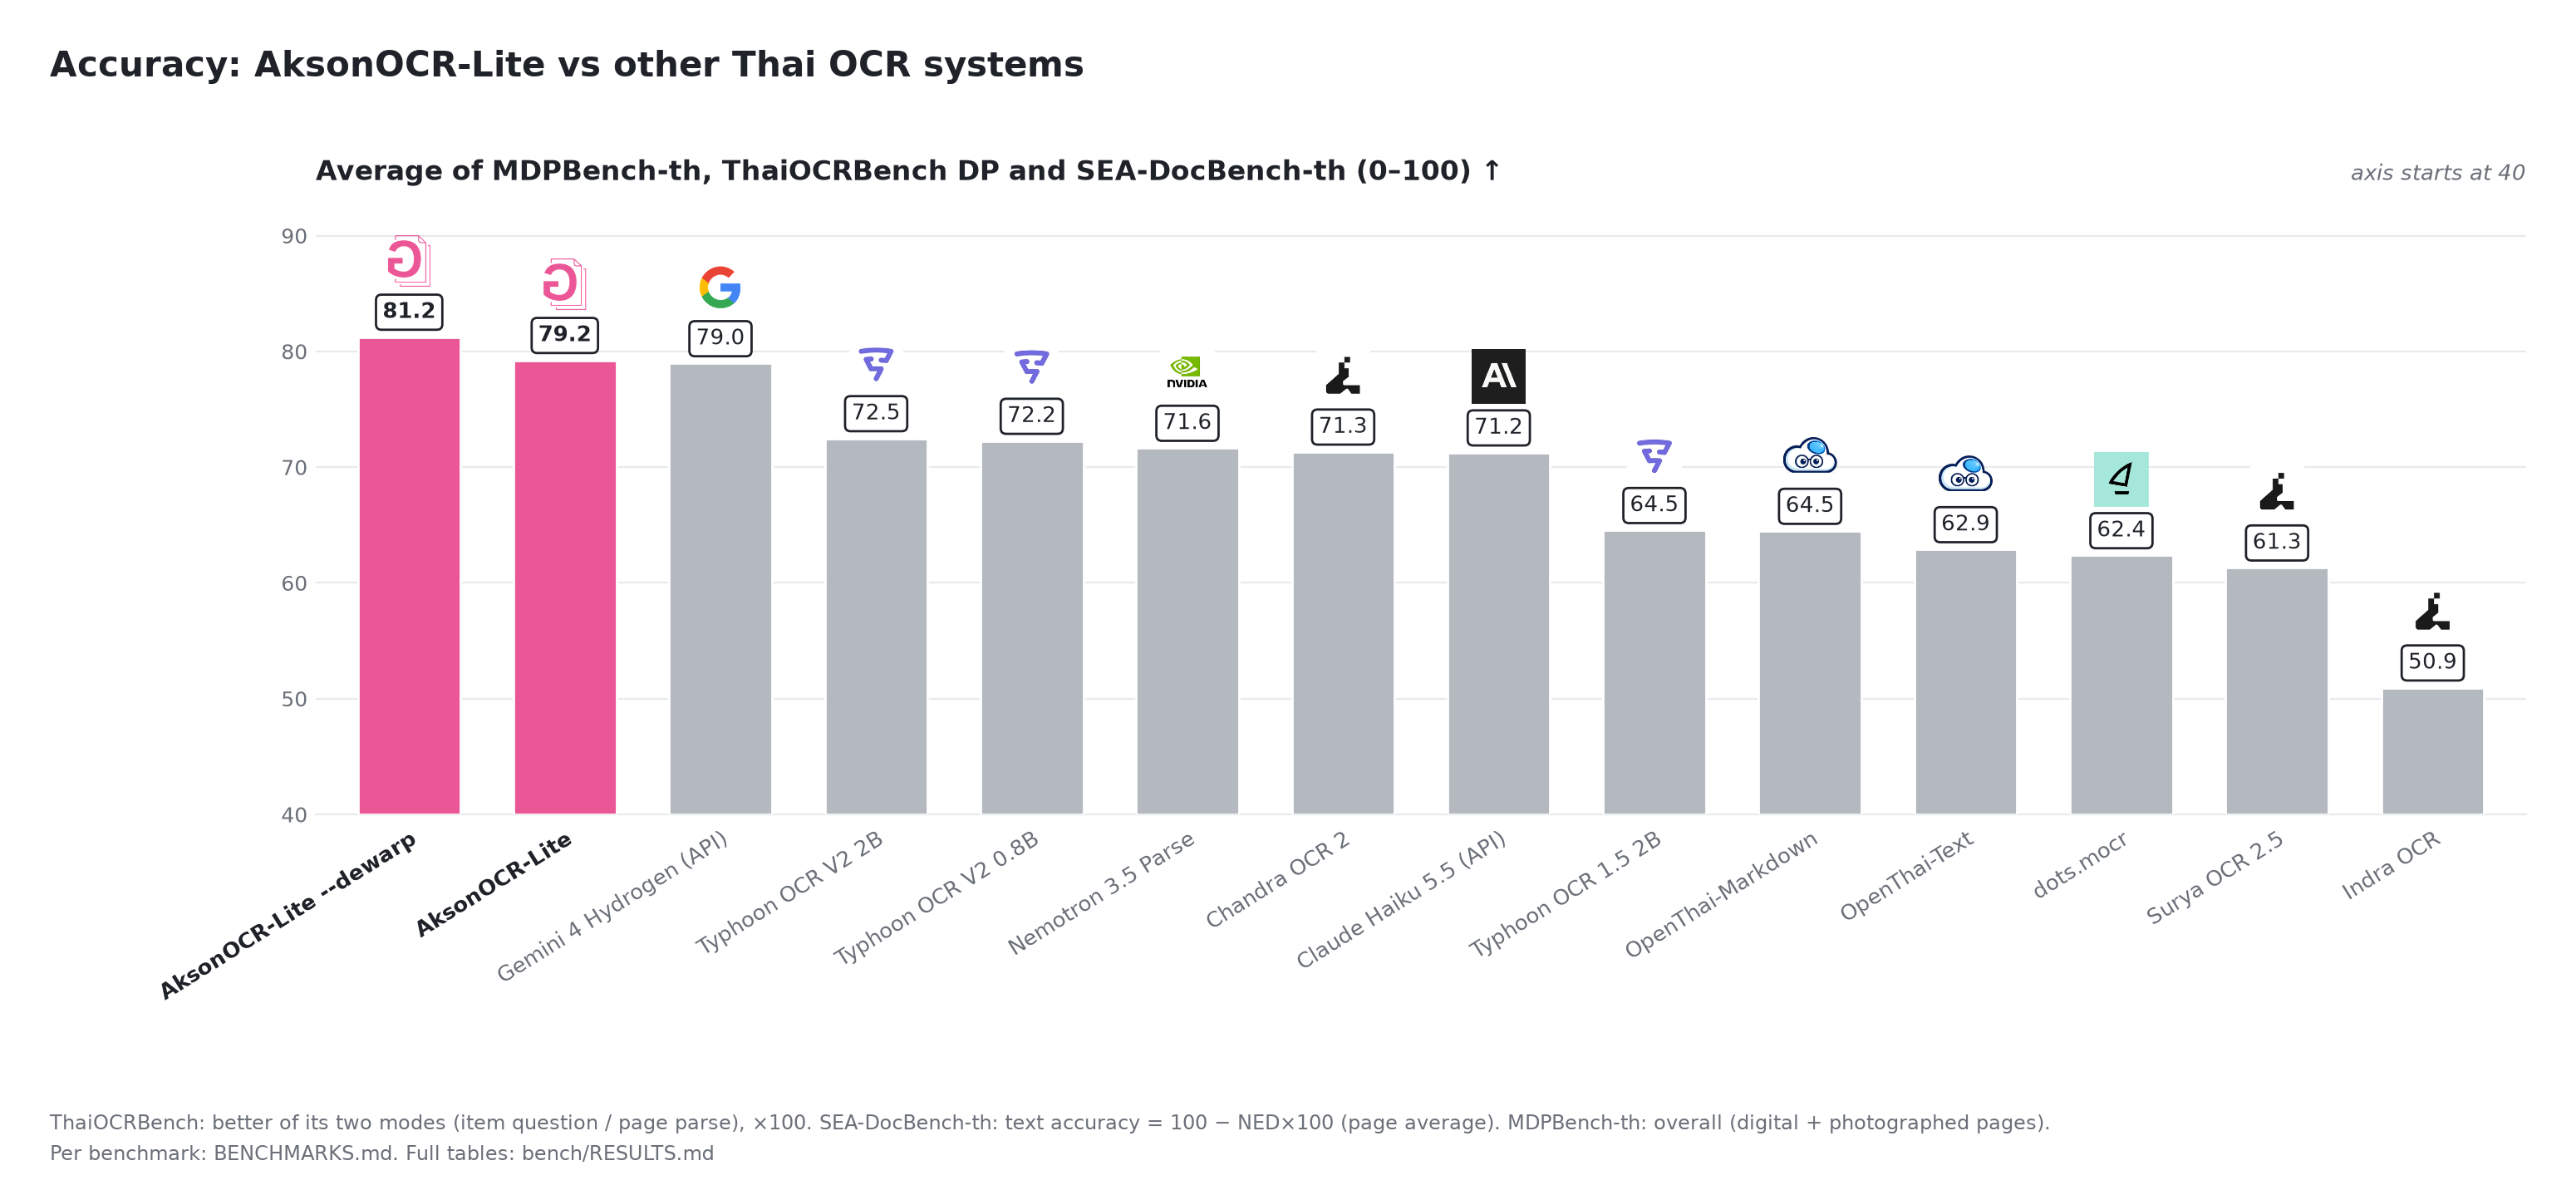 Accuracy: AksonOCR-Lite vs other Thai OCR systems
Average of MDPBench-th, ThaiOCRBench DP and SEA-DocBench-th (0–100) ↑
axis starts at 40
90
80
70
60
50
40
81.2
79.2
79.0
72.5
72.2
NVIDIA
71.6
71.3
AI
71.2
64.5
64.5
62.9
62.4
61.3
50.9
AksonOCR-Lite --dewarp
AksonOCR-Lite
Gemini 4 Hydrogen (API)
Typhoon OCR V2 2B
Typhoon OCR V2 0.8B
Nemotron 3.5 Parse
Chandra OCR 2
Claude Haiku 5.5 (API)
Typhoon OCR 1.5 2B
OpenThai-Markdown
OpenThai-Text
dots.mocr
Surya OCR 2.5
Indra OCR
ThaiOCRBench: better of its two modes (item question / page parse), ×100. SEA-DocBench-th: text accuracy = 100 − NED×100 (page average). MDPBench-th: overall (digital + photographed pages).
Per benchmark: BENCHMARKS.md. Full tables: bench/RESULTS.md